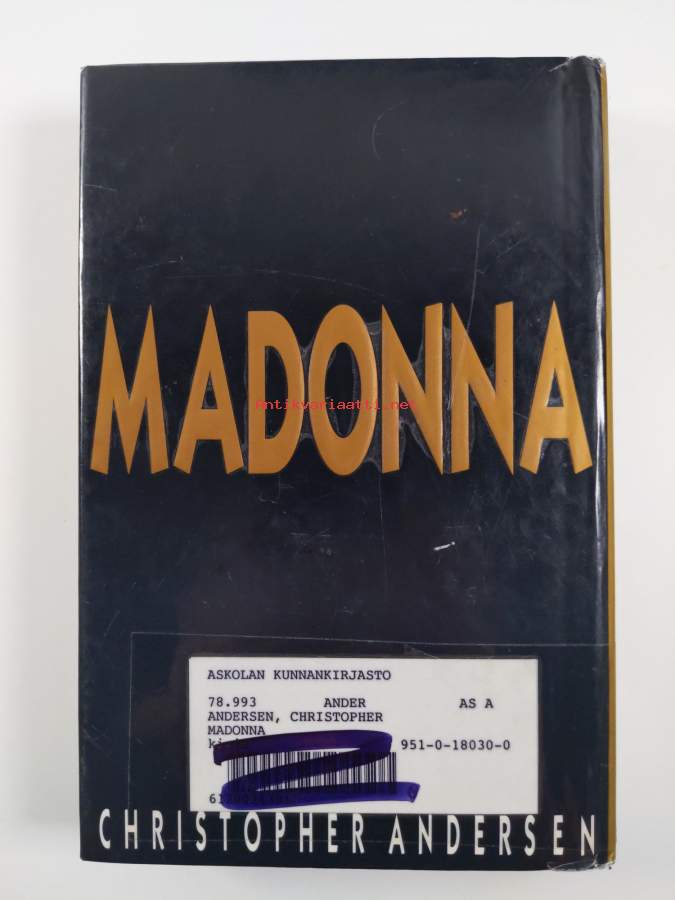 MADONNA
antikvariaatti.net
ASKOLAN KUNNANKIRJASTO
78.993 ANDER AS A
ANDERSEN, CHRISTOPHER
MADONNA
951-0-18030-0
CHRISTOPHER ANDERSEN